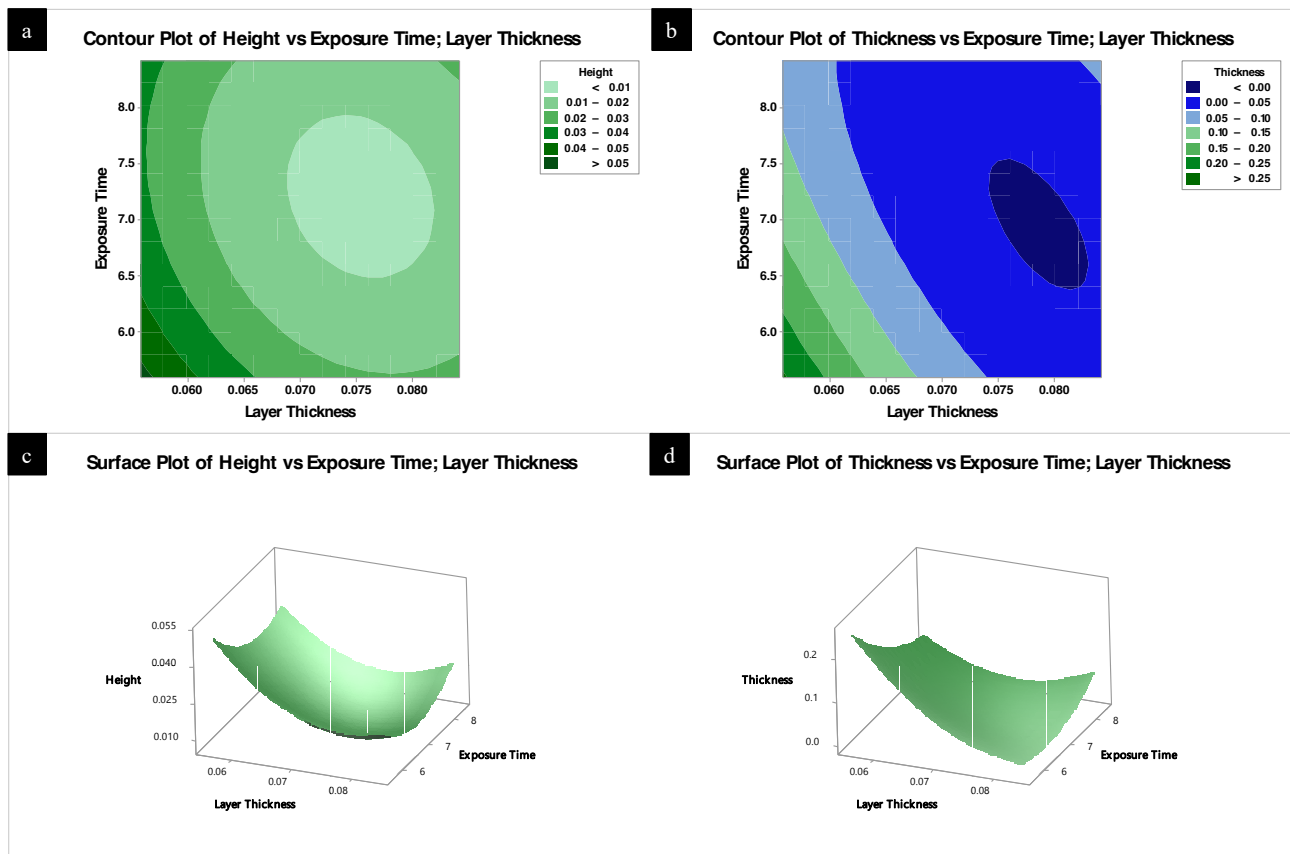 a
Contour Plot of Height vs Exposure Time; Layer Thickness
Height
< 0.01
0.01 – 0.02
0.02 – 0.03
0.03 – 0.04
0.04 – 0.05
> 0.05
Exposure Time
8.0
7.5
7.0
6.5
6.0
0.060 0.065 0.070 0.075 0.080
Layer Thickness
b
Contour Plot of Thickness vs Exposure Time; Layer Thickness
Thickness
< 0.00
0.00 – 0.05
0.05 – 0.10
0.10 – 0.15
0.15 – 0.20
0.20 – 0.25
> 0.25
Exposure Time
8.0
7.5
7.0
6.5
6.0
0.060 0.065 0.070 0.075 0.080
Layer Thickness
c
Surface Plot of Height vs Exposure Time; Layer Thickness
0.055
0.040
0.025
0.010
Height
0.06
0.07
0.08
Layer Thickness
8
7
6
Exposure Time
d
Surface Plot of Thickness vs Exposure Time; Layer Thickness
0.2
0.1
0.0
Thickness
0.06
0.07
0.08
Layer Thickness
8
7
6
Exposure Time